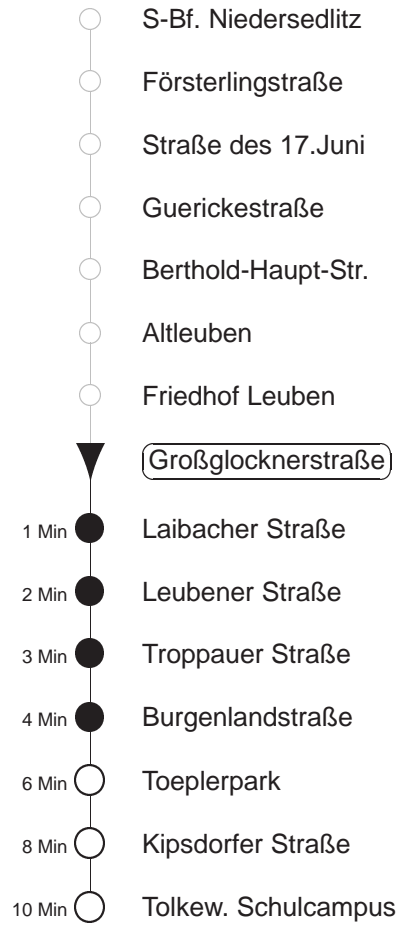 S-Bf. Niedersedlitz
Försterlingstraße
Straße des 17.Juni
Guerickestraße
Berthold-Haupt-Str.
Altleuben
Friedhof Leuben
Großglocknerstraße
1 Min Laibacher Straße
2 Min Leubener Straße
3 Min Troppauer Straße
4 Min Burgenlandstraße
6 Min Toeplerpark
8 Min Kipsdorfer Straße
10 Min Tolkew. Schulcampus